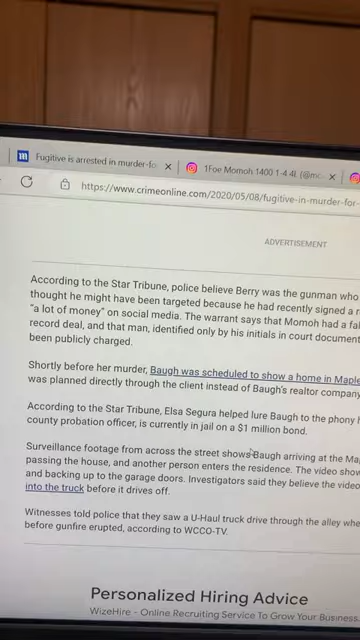 Fugitive is arrested in murder-fo
1Foe Momoh 1400 1-4 4L (@mo
https://www.crimeonline.com/2020/05/08/fugitive-in-murder-for-
ADVERTISEMENT
According to the Star Tribune, police believe Berry was the gunman who
thought he might have been targeted because he had recently signed a r
"a lot of money" on social media. The warrant says that Momoh had a fal
record deal, and that man, identified only by his initials in court document
been publicly charged.
Shortly before her murder, Baugh was scheduled to show a home in Maple
was planned directly through the client instead of Baugh's realtor company
According to the Star Tribune, Elsa Segura helped lure Baugh to the phony h
county probation officer, is currently in jail on a $1 million bond.
Surveillance footage from across the street shows Baugh arriving at the Ma
passing the house, and another person enters the residence. The video show
and backing up to the garage doors. Investigators said they believe the video
into the truck before it drives off.
Witnesses told police that they saw a U-Haul truck drive through the alley whe
before gunfire erupted, according to WCCO-TV.
Personalized Hiring Advice
WizeHire - Online Recruiting Service To Grow Your Business.